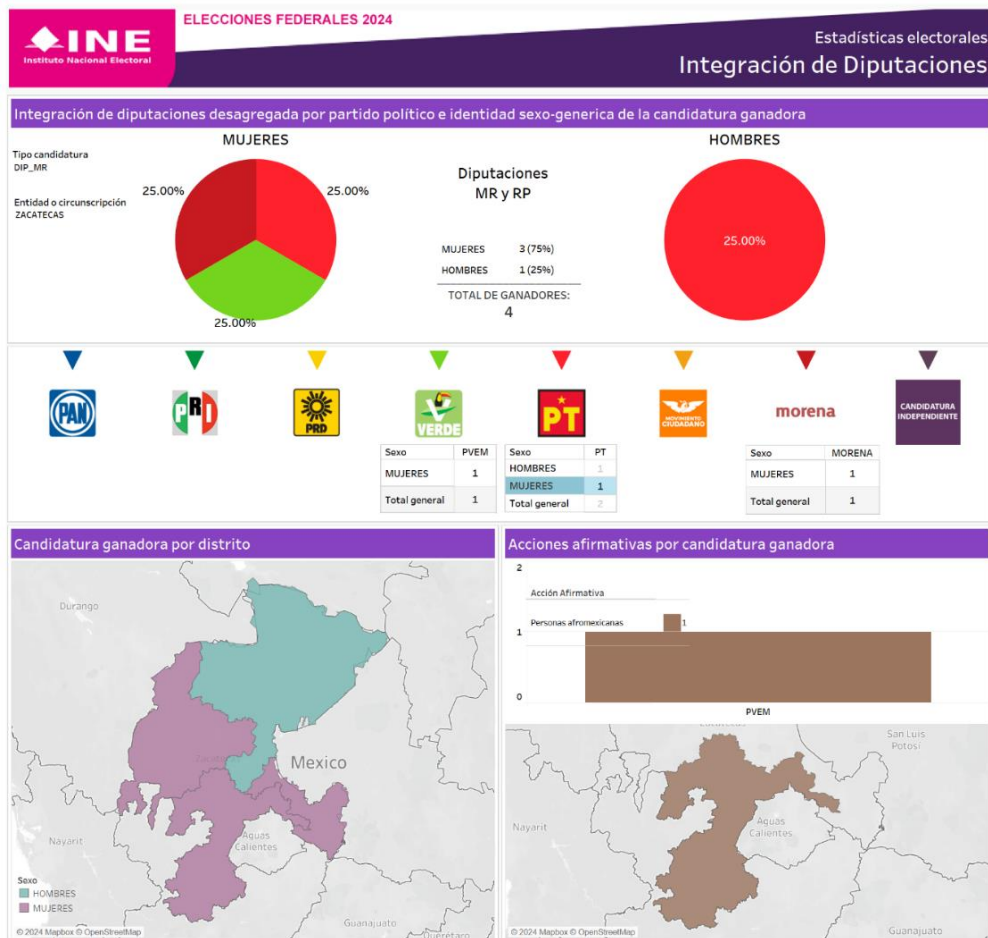 ELECCIONES FEDERALES 2024
INE
Instituto Nacional Electoral
Estadísticas electorales
Integración de Diputaciones
Integración de diputaciones desagregada por partido político e identidad sexo-generica de la candidatura ganadora
Tipo candidatura
DIP_MR
Entidad o circunscripción
ZACATECAS
MUJERES
25.00%
25.00%
25.00%
Diputaciones
MR y RP
MUJERES 3 (75%)
HOMBRES 1 (25%)
TOTAL DE GANADORES:
4
HOMBRES
25.00%
PAN
PRI
PRD
VERDE
PT
MOVIMIENTO
CIUDADANO
morena
CANDIDATURA
INDEPENDIENTE
Sexo PVEM
MUJERES 1
Total general 1
Sexo PT
HOMBRES 1
MUJERES 1
Total general 2
Sexo MORENA
MUJERES 1
Total general 1
Candidatura ganadora por distrito
Durango
Zacatecas
Mexico
Nayarit
Aguas
Calientes
Guanajuato
Querétaro
Sexo
HOMBRES
MUJERES
© 2024 Mapbox © OpenStreetMap
Acciones afirmativas por candidatura ganadora
2
Acción Afirmativa
Personas afromexicanas 1
1
0
PVEM
San Luis
Potosí
Nayarit
Aguas
Calientes
Guanajuato
© 2024 Mapbox © OpenStreetMap